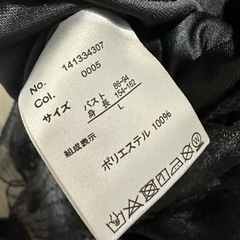 No. 141334307
Col. 0005
サイズ
バスト 86-94
身長 154-162
L
組成表示
ポリエステル 100%